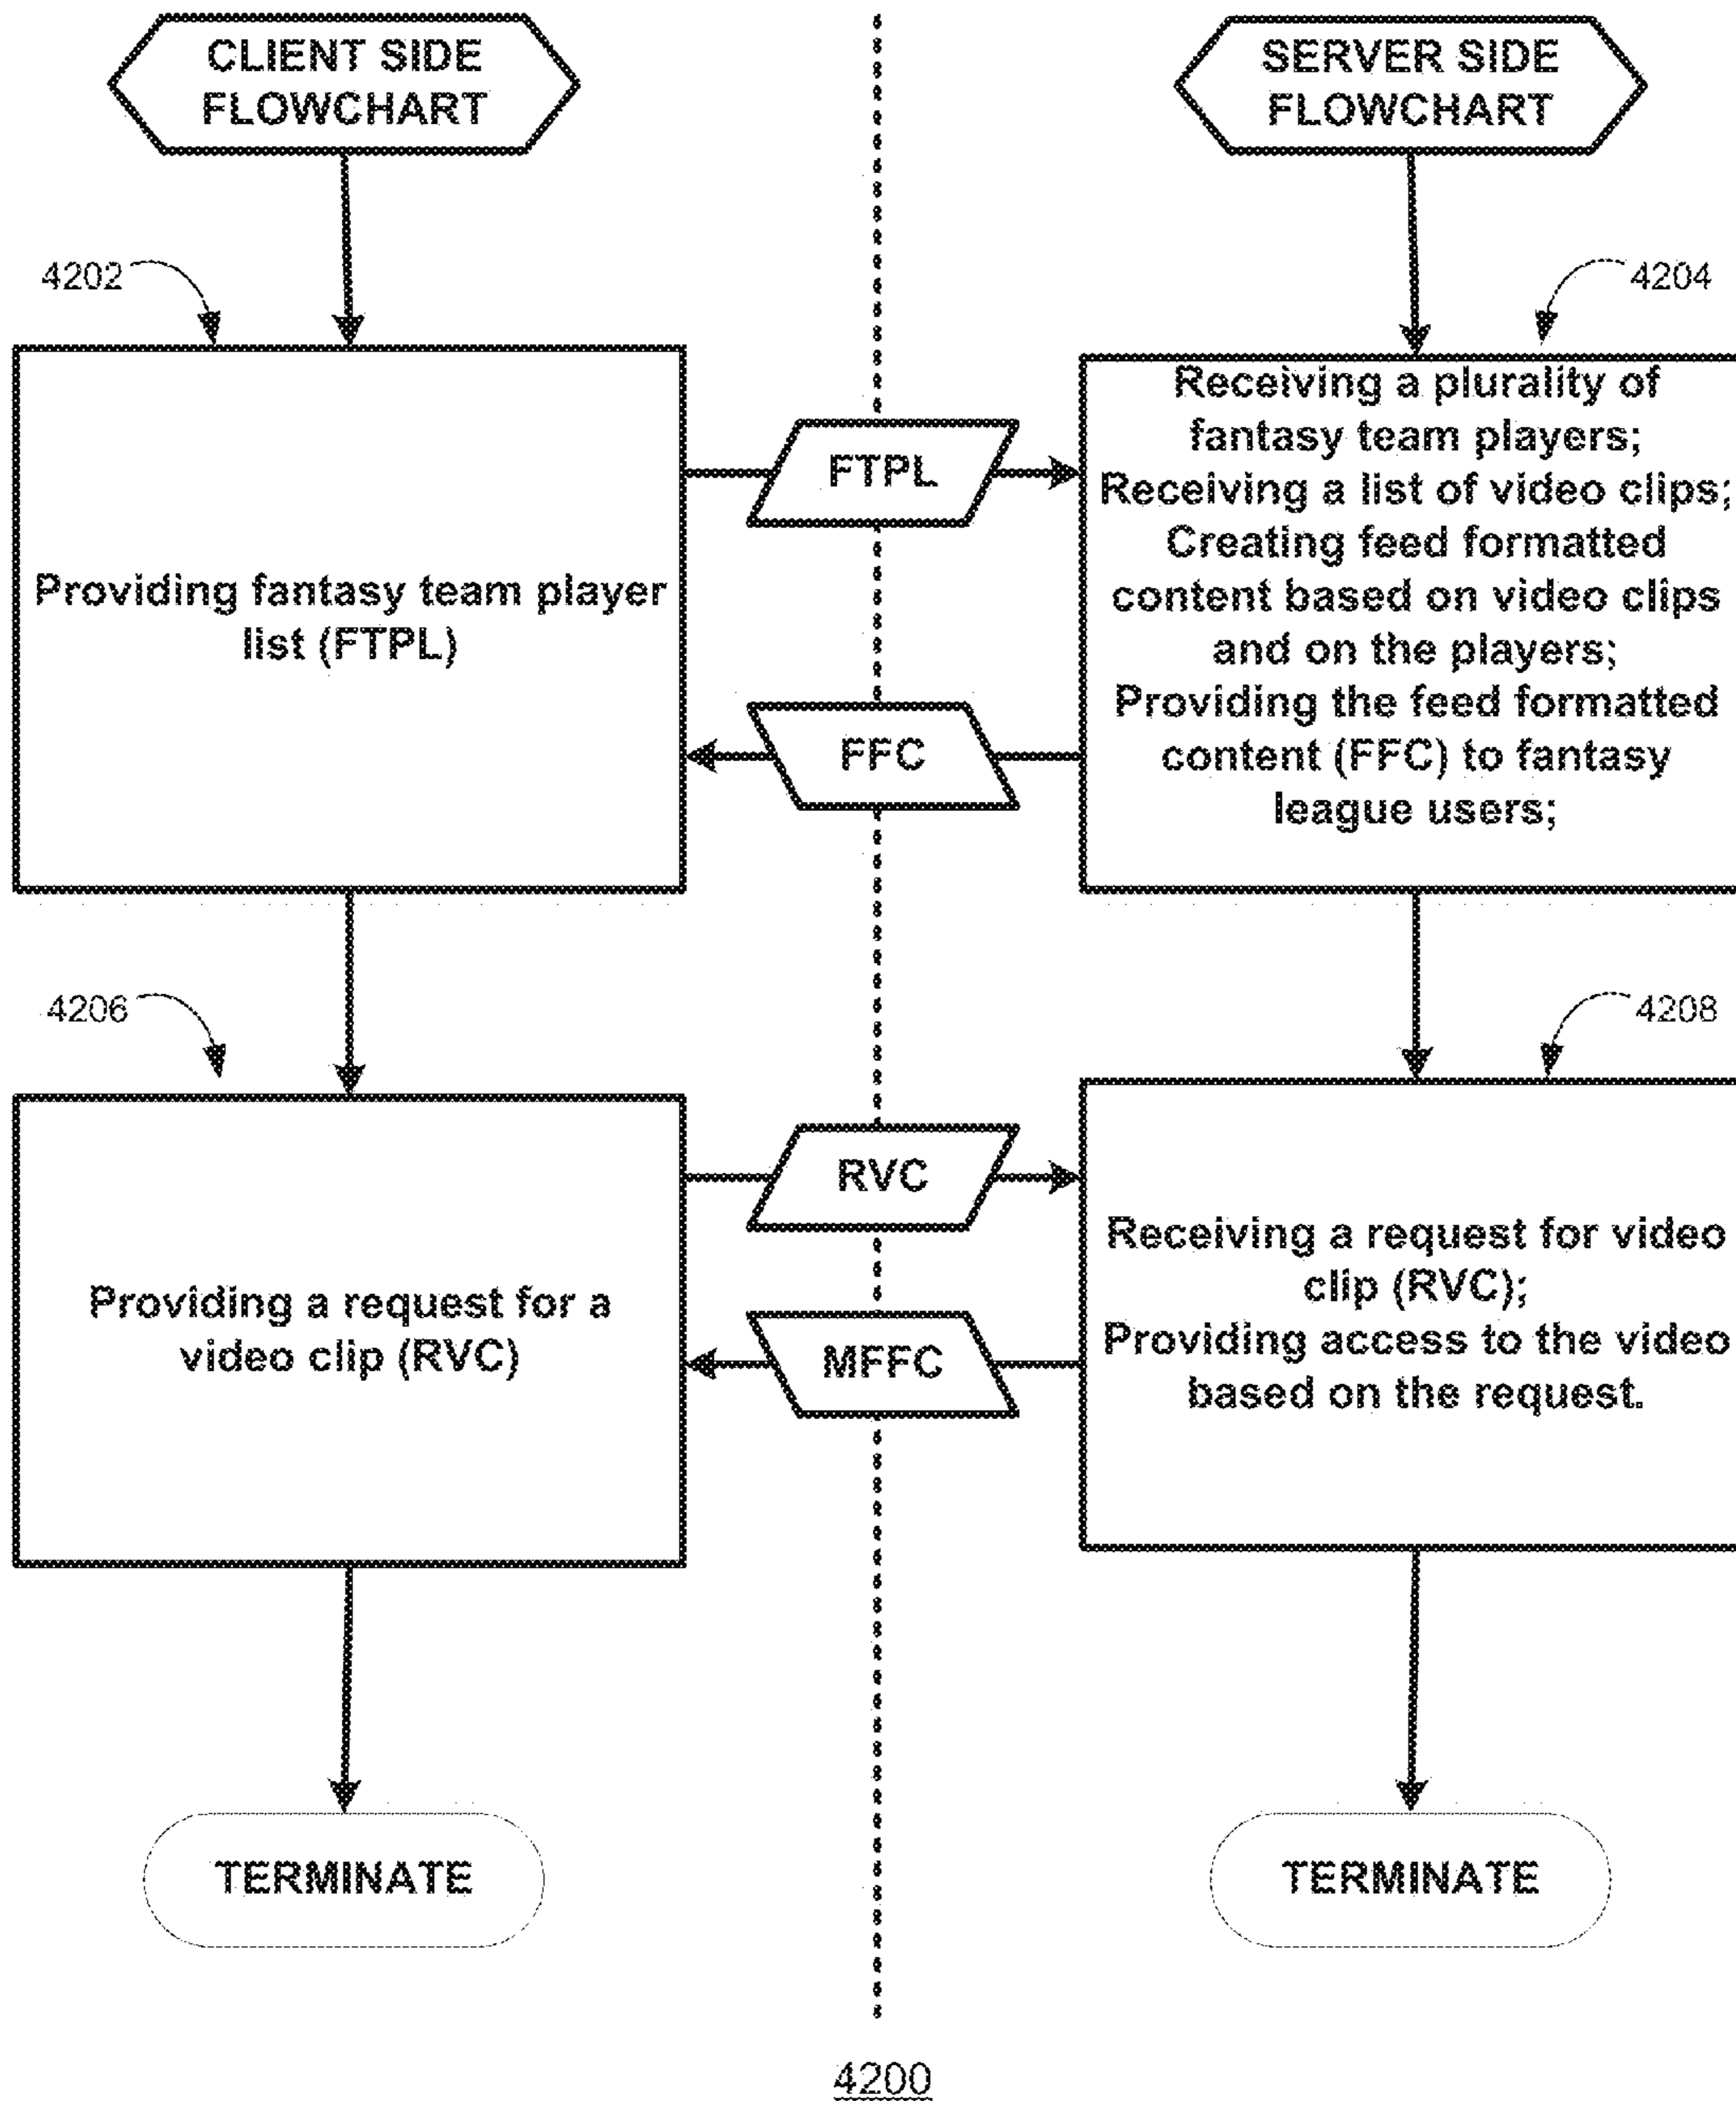 CLIENT SIDE
FLOWCHART
SERVER SIDE
FLOWCHART
4202
4204
Providing fantasy team player
list (FTPL)
FTPL
FFC
Receiving a plurality of
fantasy team players;
Receiving a list of video clips;
Creating feed formatted
content based on video clips
and on the players;
Providing the feed formatted
content (FFC) to fantasy
league users;
4206
4208
Providing a request for a
video clip (RVC)
RVC
MFFC
Receiving a request for video
clip (RVC);
Providing access to the video
based on the request.
TERMINATE
TERMINATE
4200